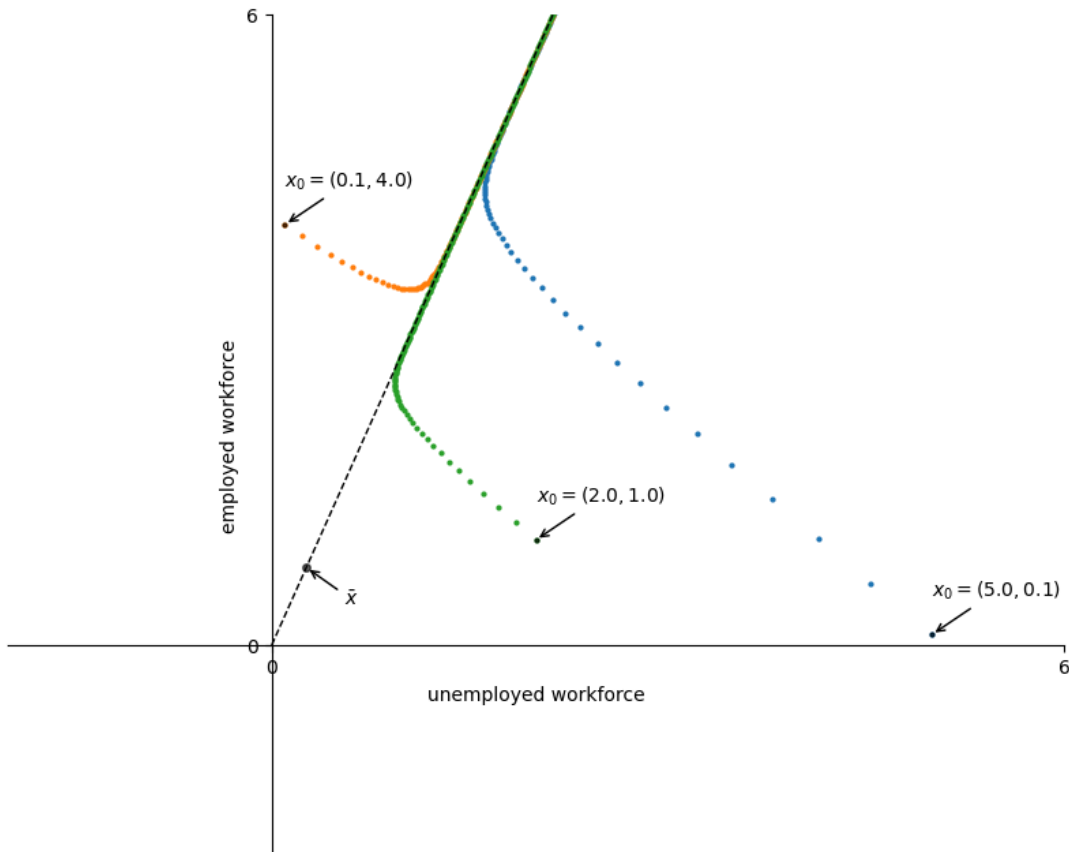 6
x₀ = (0.1, 4.0)
employed workforce
x₀ = (2.0, 1.0)
x̄
x₀ = (5.0, 0.1)
0
0
6
unemployed workforce